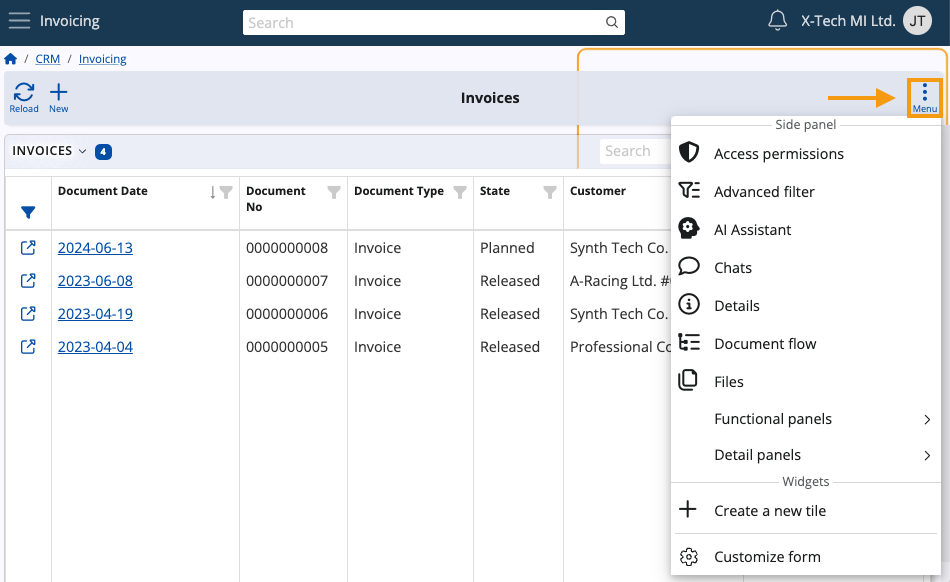 Invoicing
Search
X-Tech MI Ltd.
JT
/ CRM / Invoicing
Reload
New
Invoices
Menu
INVOICES
4
Search
Document Date
Document No
Document Type
State
Customer
2024-06-13 0000000008 Invoice Planned Synth Tech Co.
2023-06-08 0000000007 Invoice Released A-Racing Ltd.
2023-04-19 0000000006 Invoice Released Synth Tech Co.
2023-04-04 0000000005 Invoice Released Professional
Side panel
Access permissions
Advanced filter
AI Assistant
Chats
Details
Document flow
Files
Functional panels
Detail panels
Widgets
Create a new tile
Customize form